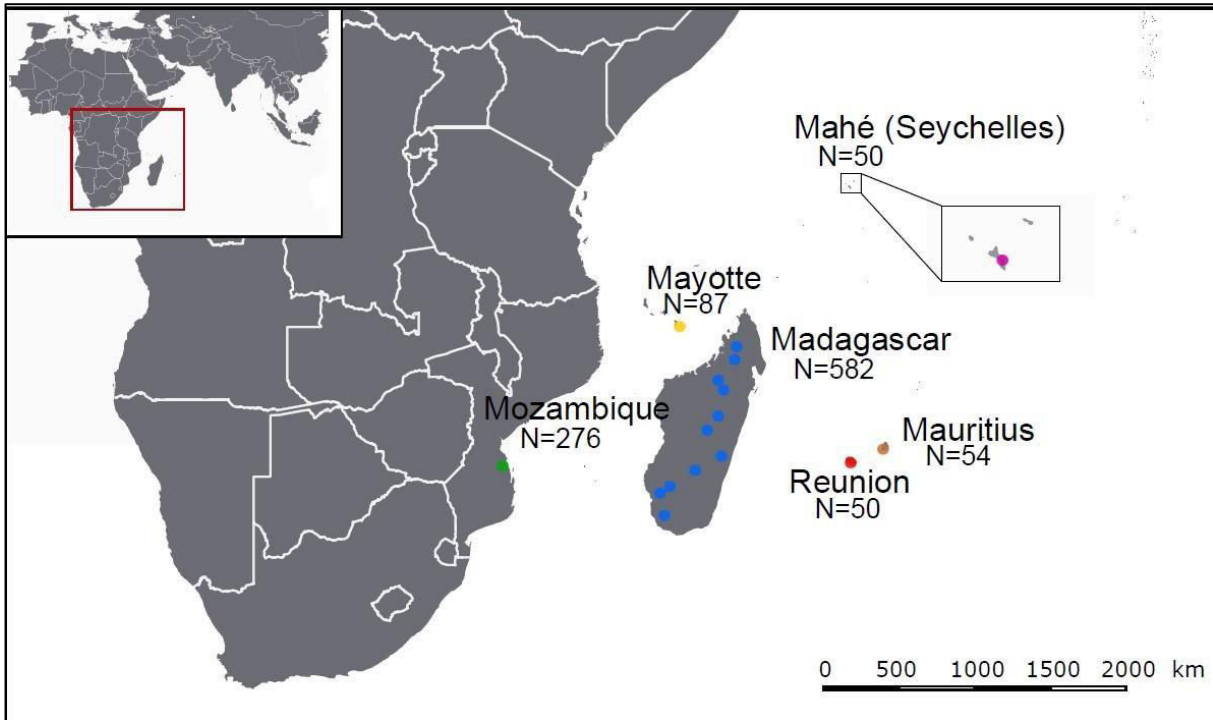 Mahé (Seychelles)
N=50
Mayotte
N=87
Madagascar
N=582
Mozambique
N=276
Mauritius
N=54
Reunion
N=50
0 500 1000 1500 2000 km